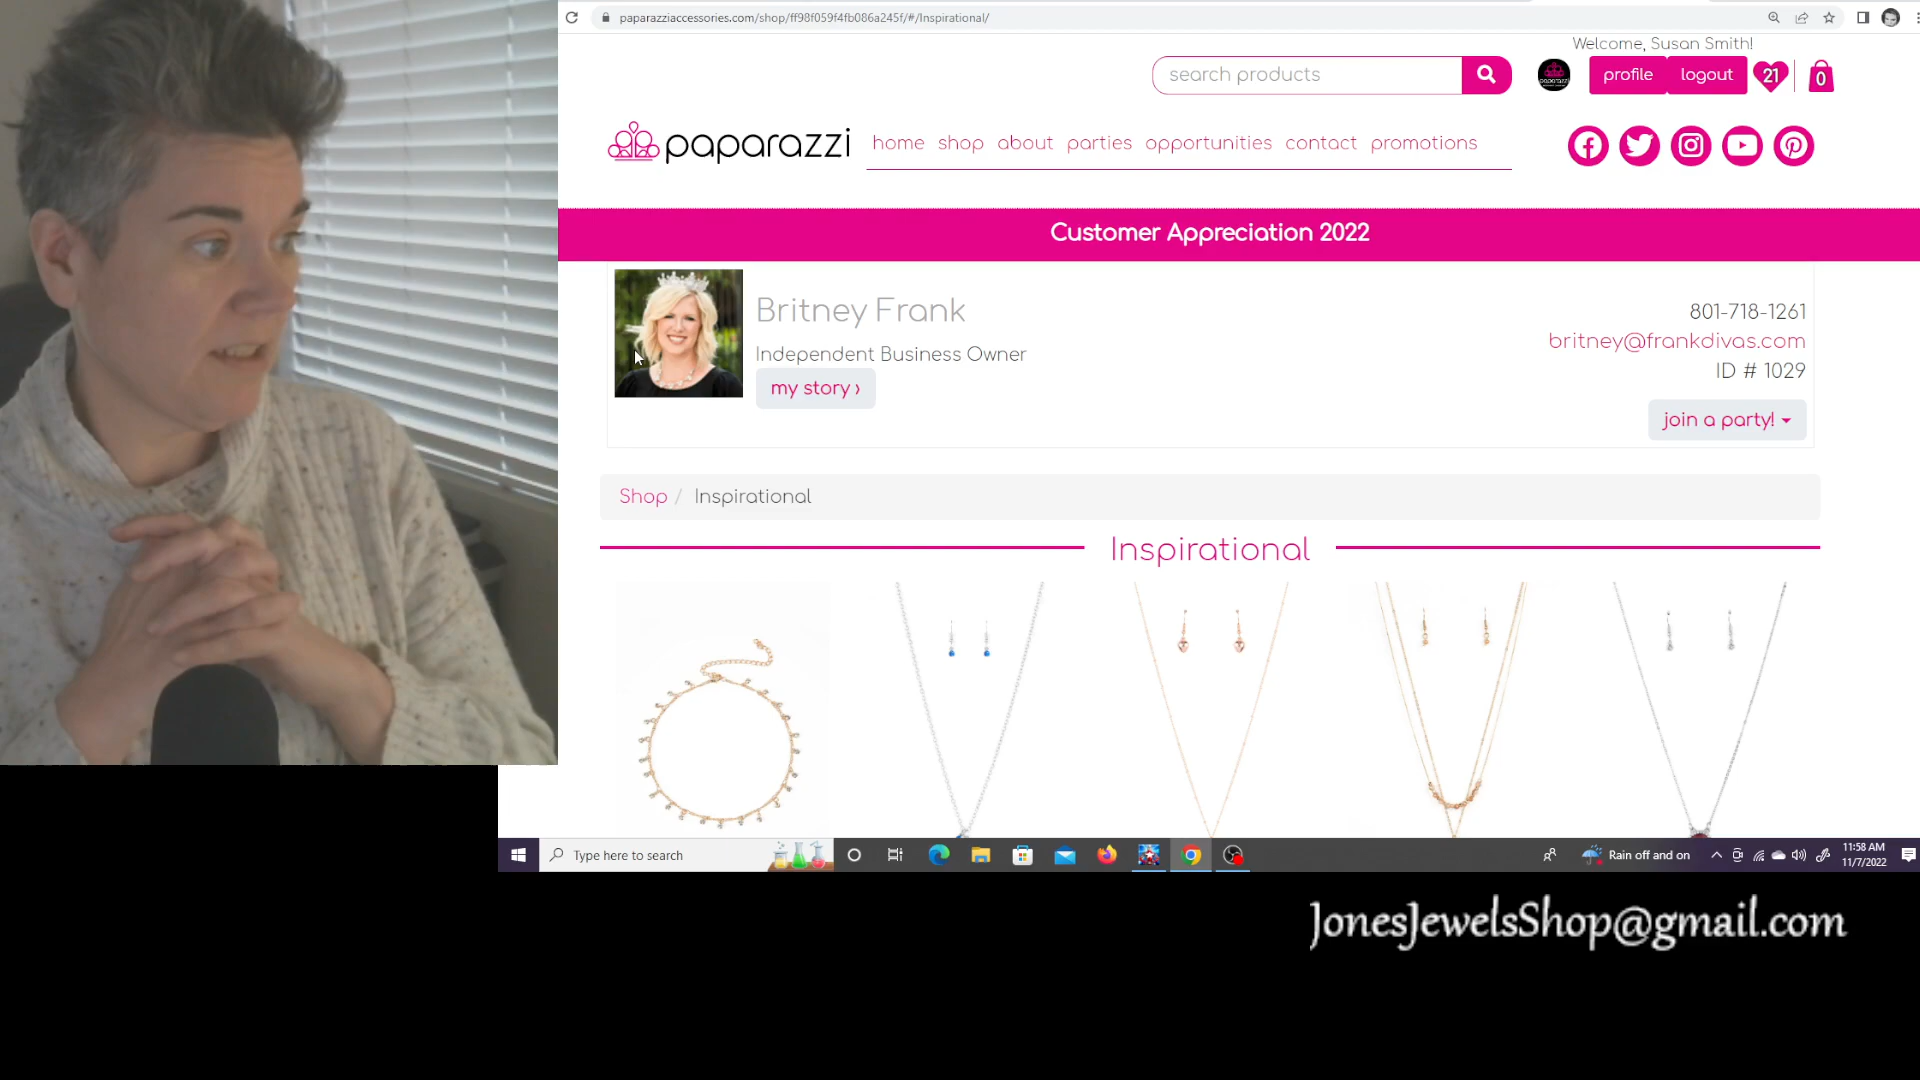 paparazziaccessories.com/shop/ff98f059f4fb086a245f/#/Inspirational/
Welcome, Susan Smith!
search products
profile
logout
21
0
paparazzi
home shop about parties opportunities contact promotions
Customer Appreciation 2022
Britney Frank
801-718-1261
Independent Business Owner
britney@frankdivas.com
my story ›
ID # 1029
join a party!
Shop / Inspirational
Inspirational
Type here to search
Rain off and on
11:58 AM
11/7/2022
JonesJewelsShop@gmail.com